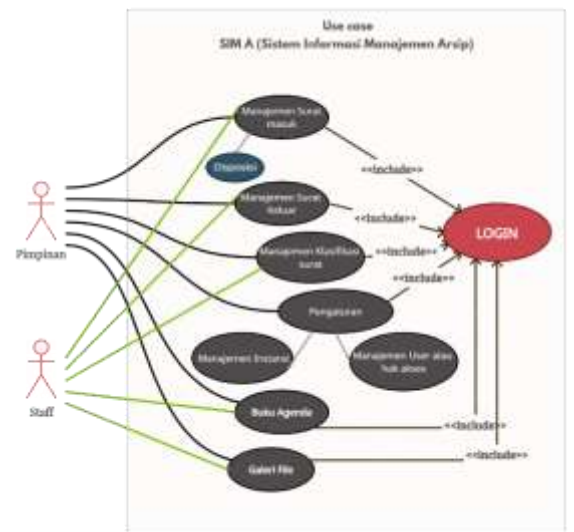 Use case
SIM A (Sistem Informasi Manajemen Arsip)
Manajemen Surat
masuk
Disposisi
<<Include>>
Manajemen Surat
Keluar
<<Include>>
LOGIN
Pimpinan
Manajemen Klasifikasi
surat
<<Include>>
<<Include>>
Pengaturan
Manajemen Instansi
Manajemen User atau
hak akses
Staff
Buku Agenda
<<Include>>
<<Include>>
Galeri File